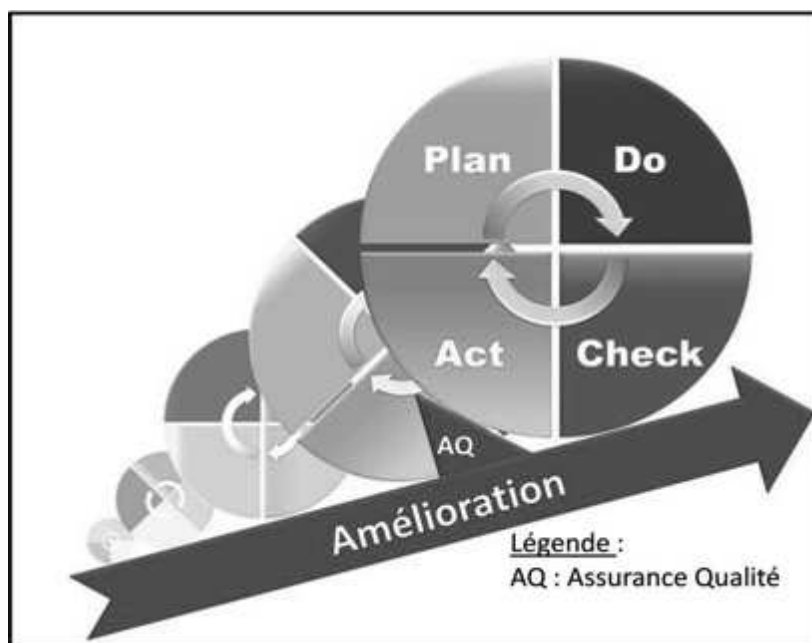 Plan
Do
Act
Check
AQ
Amélioration
Légende :
AQ : Assurance Qualité